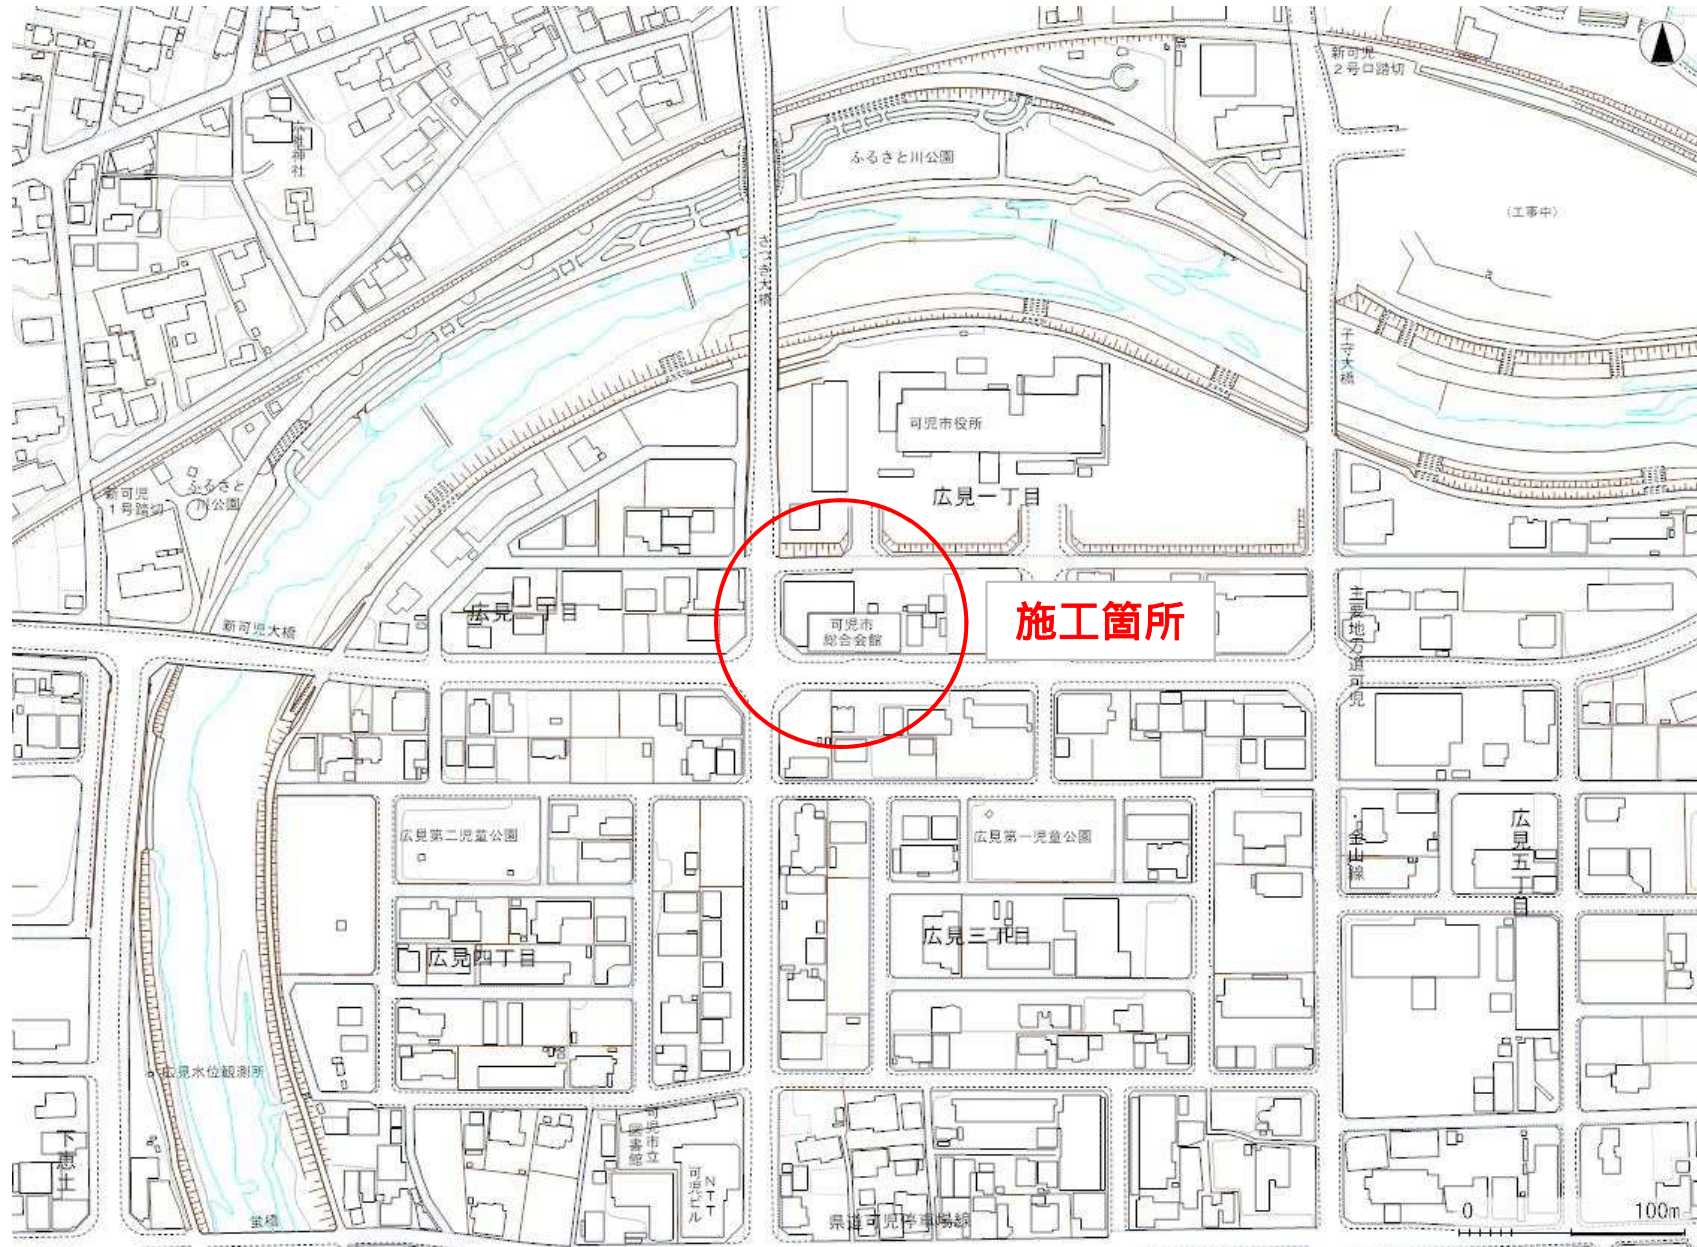 新可児
2号口踏切
ふるさと川公園
(工事中)
さつき大橋
子守大橋
可児市役所
広見一丁目
新可児
1号踏切
ふるさと
川公園
新可児大橋
可児市
総合会館
施工箇所
主要地方道可児
金山線
広見第二児童公園
広見第一児童公園
広見五丁目
広見四丁目
広見三丁目
広見水位観測所
下恵土
可児市立
図書館
NTT
可児ビル
蛍橋
県道可児停車場線
0
100m